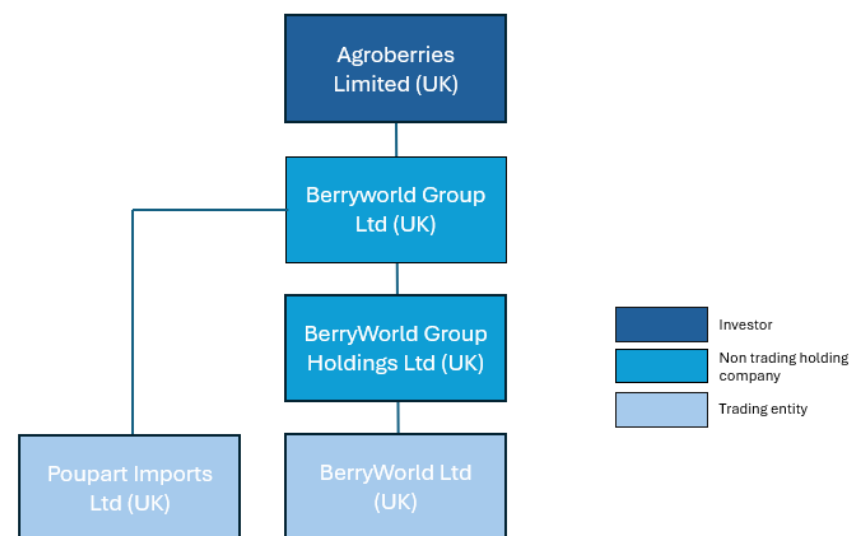 Agroberries
Limited (UK)
Berryworld Group
Ltd (UK)
BerryWorld Group
Holdings Ltd (UK)
Poupart Imports
Ltd (UK)
BerryWorld Ltd
(UK)
Investor
Non trading holding
company
Trading entity